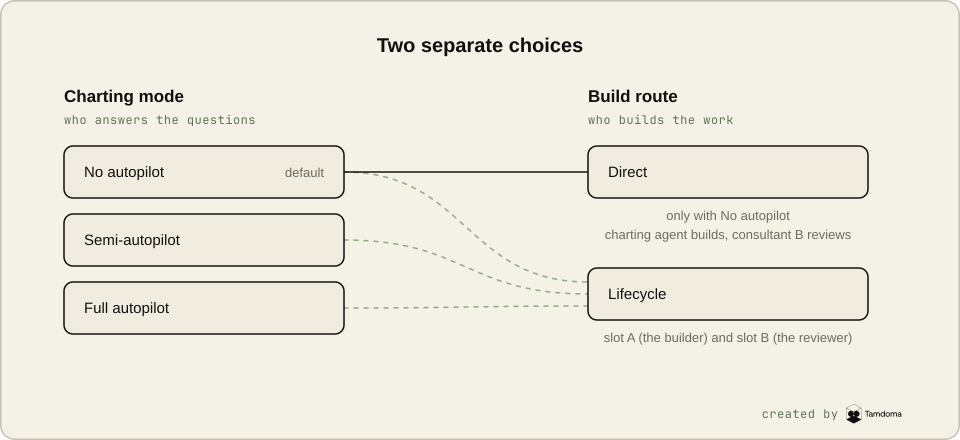 Two separate choices
Charting mode
who answers the questions
No autopilot
default
Semi-autopilot
Full autopilot
Build route
who builds the work
Direct
only with No autopilot
charting agent builds, consultant B reviews
Lifecycle
slot A (the builder) and slot B (the reviewer)
created by Tamdoma